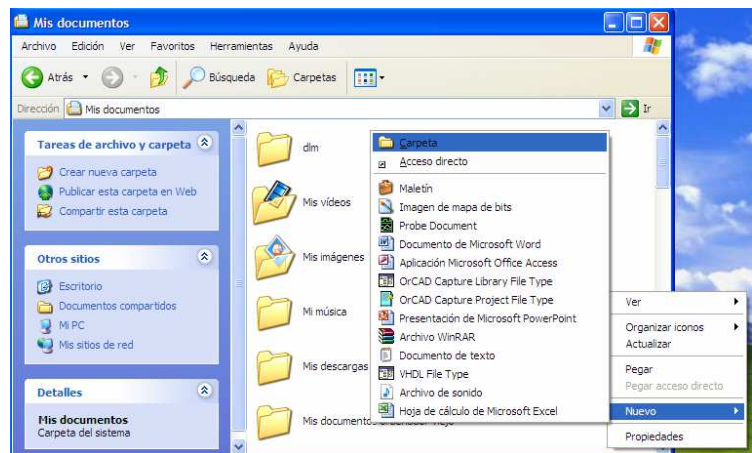 Mis documentos
Archivo Edición Ver Favoritos Herramientas Ayuda
Atrás Búsqueda Carpetas
Dirección Mis documentos Ir
Tareas de archivo y carpeta
Crear nueva carpeta
Publicar esta carpeta en Web
Compartir esta carpeta
Otros sitios
Escritorio
Documentos compartidos
Mi PC
Mis sitios de red
Detalles
Mis documentos
Carpeta del sistema
dlm
Mis vídeos
Mis imágenes
Mi música
Mis descargas
Mis documentos
Carpeta
Acceso directo
Maletín
Imagen de mapa de bits
Probe Document
Documento de Microsoft Word
Aplicación Microsoft Office Access
OrCAD Capture Library File Type
OrCAD Capture Project File Type
Presentación de Microsoft PowerPoint
Archivo WinRAR
Documento de texto
VHDL File Type
Archivo de sonido
Hoja de cálculo de Microsoft Excel
Ver
Organizar iconos
Actualizar
Pegar
Pegar acceso directo
Nuevo
Propiedades